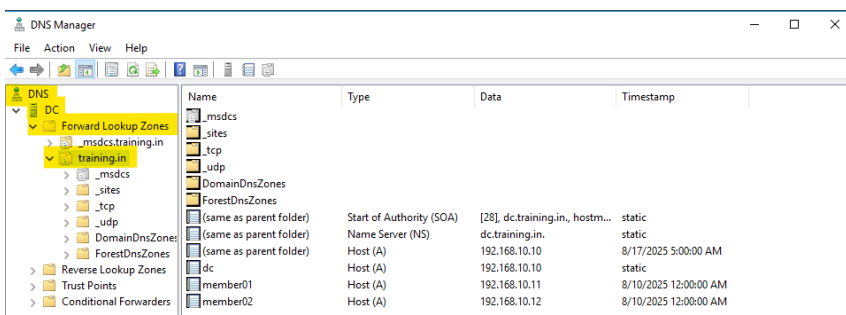 DNS Manager
File Action View Help
DNS
DC
Forward Lookup Zones
_msdcs.training.in
training.in
_msdcs
_sites
_tcp
_udp
DomainDnsZones
ForestDnsZones
Reverse Lookup Zones
Trust Points
Conditional Forwarders
Name Type Data Timestamp
_msdcs
_sites
_tcp
_udp
DomainDnsZones
ForestDnsZones
(same as parent folder) Start of Authority (SOA) [28], dc.training.in., hostm... static
(same as parent folder) Name Server (NS) dc.training.in. static
(same as parent folder) Host (A) 192.168.10.10 8/17/2025 5:00:00 AM
dc Host (A) 192.168.10.10 static
member01 Host (A) 192.168.10.11 8/10/2025 12:00:00 AM
member02 Host (A) 192.168.10.12 8/10/2025 12:00:00 AM